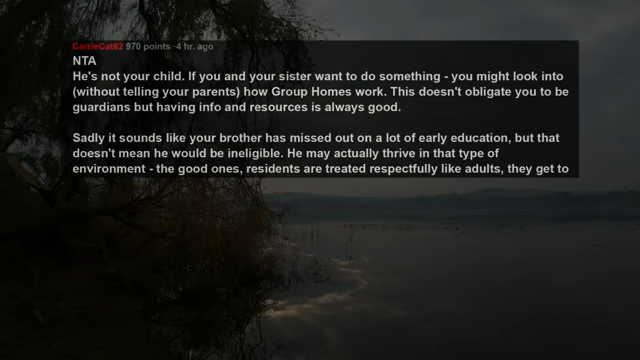 CarrieCat62 970 points · 4 hr. ago
NTA
He's not your child. If you and your sister want to do something - you might look into
(without telling your parents) how Group Homes work. This doesn't obligate you to be
guardians but having info and resources is always good.
Sadly it sounds like your brother has missed out on a lot of early education, but that
doesn't mean he would be ineligible. He may actually thrive in that type of
environment - the good ones, residents are treated respectfully like adults, they get to